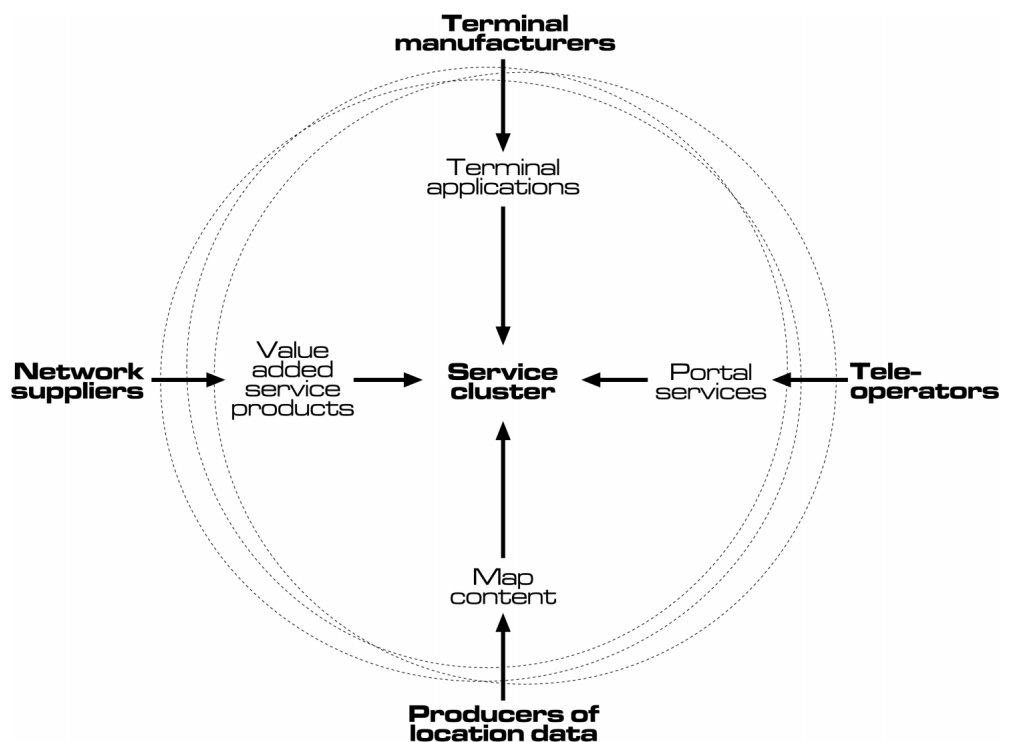 Terminal
manufacturers
Terminal
applications
Network
suppliers
Value
added
service
products
Service
cluster
Portal
services
Tele-
operators
Map
content
Producers of
location data